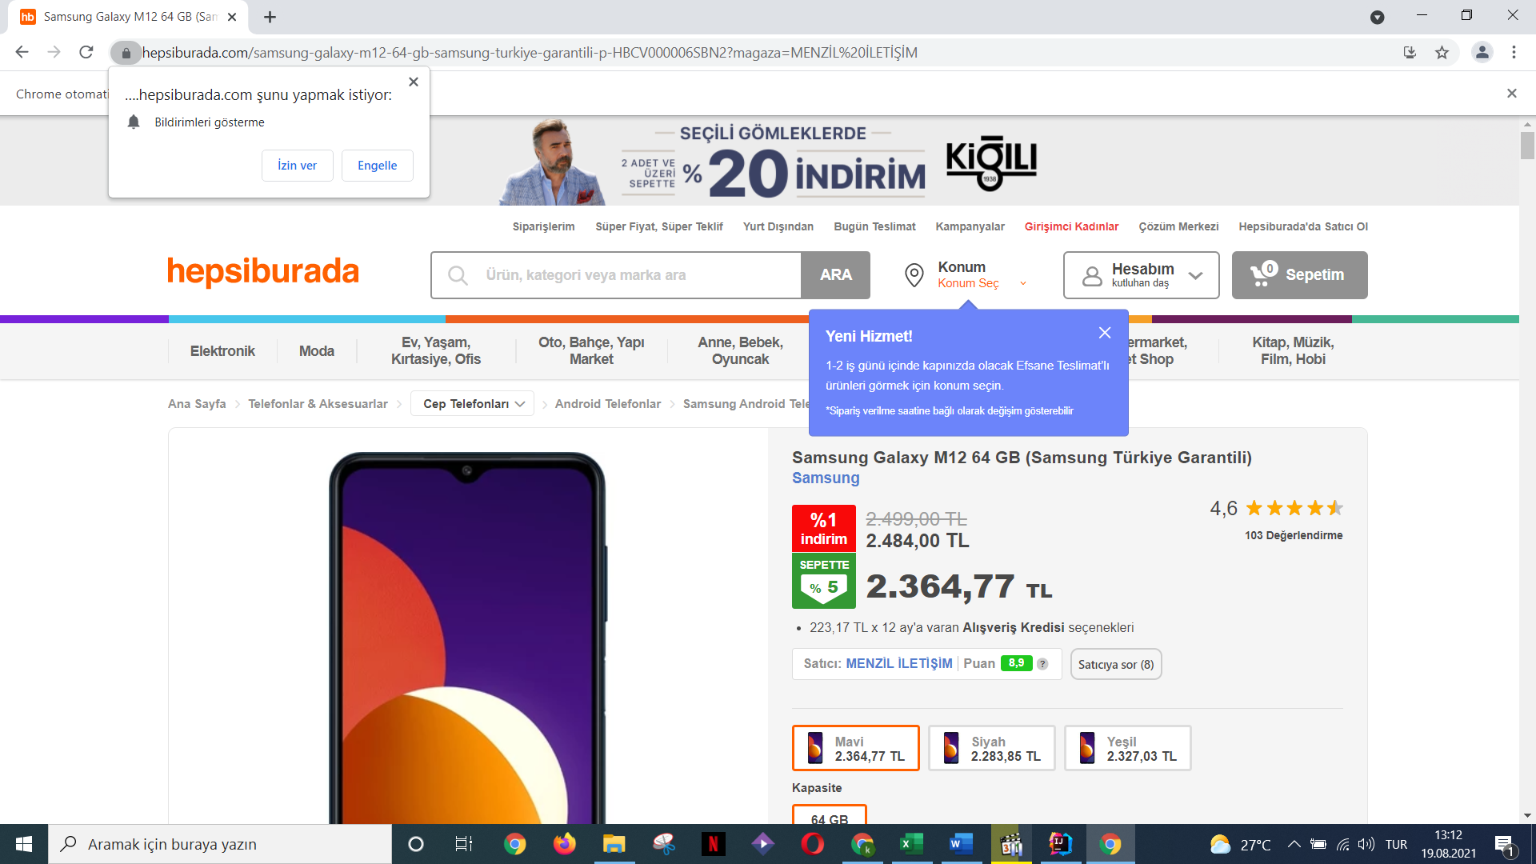 hb Samsung Galaxy M12 64 GB (Sam
hepsiburada.com/samsung-galaxy-m12-64-gb-samsung-turkiye-garantili-p-HBCV000006SBN2?magaza=MENZİL%20İLETİŞİM
Chrome otomati
....hepsiburada.com şunu yapmak istiyor:
Bildirimleri gösterme
İzin ver Engelle
SEÇİLİ GÖMLEKLERDE
2 ADET VE
ÜZERİ
SEPETTE
%20 İNDİRİM
KİĞILI
1938
Siparişlerim Süper Fiyat, Süper Teklif Yurt Dışından Bugün Teslimat Kampanyalar Girişimci Kadınlar Çözüm Merkezi Hepsiburada'da Satıcı Ol
hepsiburada
Ürün, kategori veya marka ara ARA
Konum
Konum Seç
Hesabım
kutluhan daş
0 Sepetim
Elektronik
Moda
Ev, Yaşam,
Kırtasiye, Ofis
Oto, Bahçe, Yapı
Market
Anne, Bebek,
Oyuncak
ermarket,
et Shop
Kitap, Müzik,
Film, Hobi
Yeni Hizmet!
1-2 iş günü içinde kapınızda olacak Efsane Teslimat'lı
ürünleri görmek için konum seçin.
*Sipariş verilme saatine bağlı olarak değişim gösterebilir
Ana Sayfa Telefonlar & Aksesuarlar Cep Telefonları Android Telefonlar Samsung Android Tele
Samsung Galaxy M12 64 GB (Samsung Türkiye Garantili)
Samsung
%1
indirim
2.499,00 TL
2.484,00 TL
4,6
103 Değerlendirme
SEPETTE
% 5
2.364,77 TL
• 223,17 TL x 12 ay'a varan Alışveriş Kredisi seçenekleri
Satıcı: MENZİL İLETİŞİM Puan 8,9 ?
Satıcıya sor (8)
Mavi
2.364,77 TL
Siyah
2.283,85 TL
Yeşil
2.327,03 TL
Kapasite
64 GB
Aramak için buraya yazın
27°C
TUR
13:12
19.08.2021
1